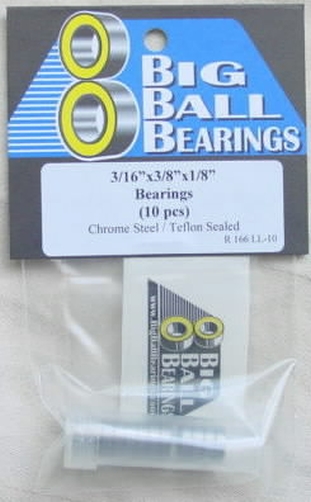 BIG
BALL
BEARINGS
3/16"x3/8"x1/8"
Bearings
(10 pcs)
Chrome Steel / Teflon Sealed
R 166 LL-10
BIG
BALL
BEARINGS